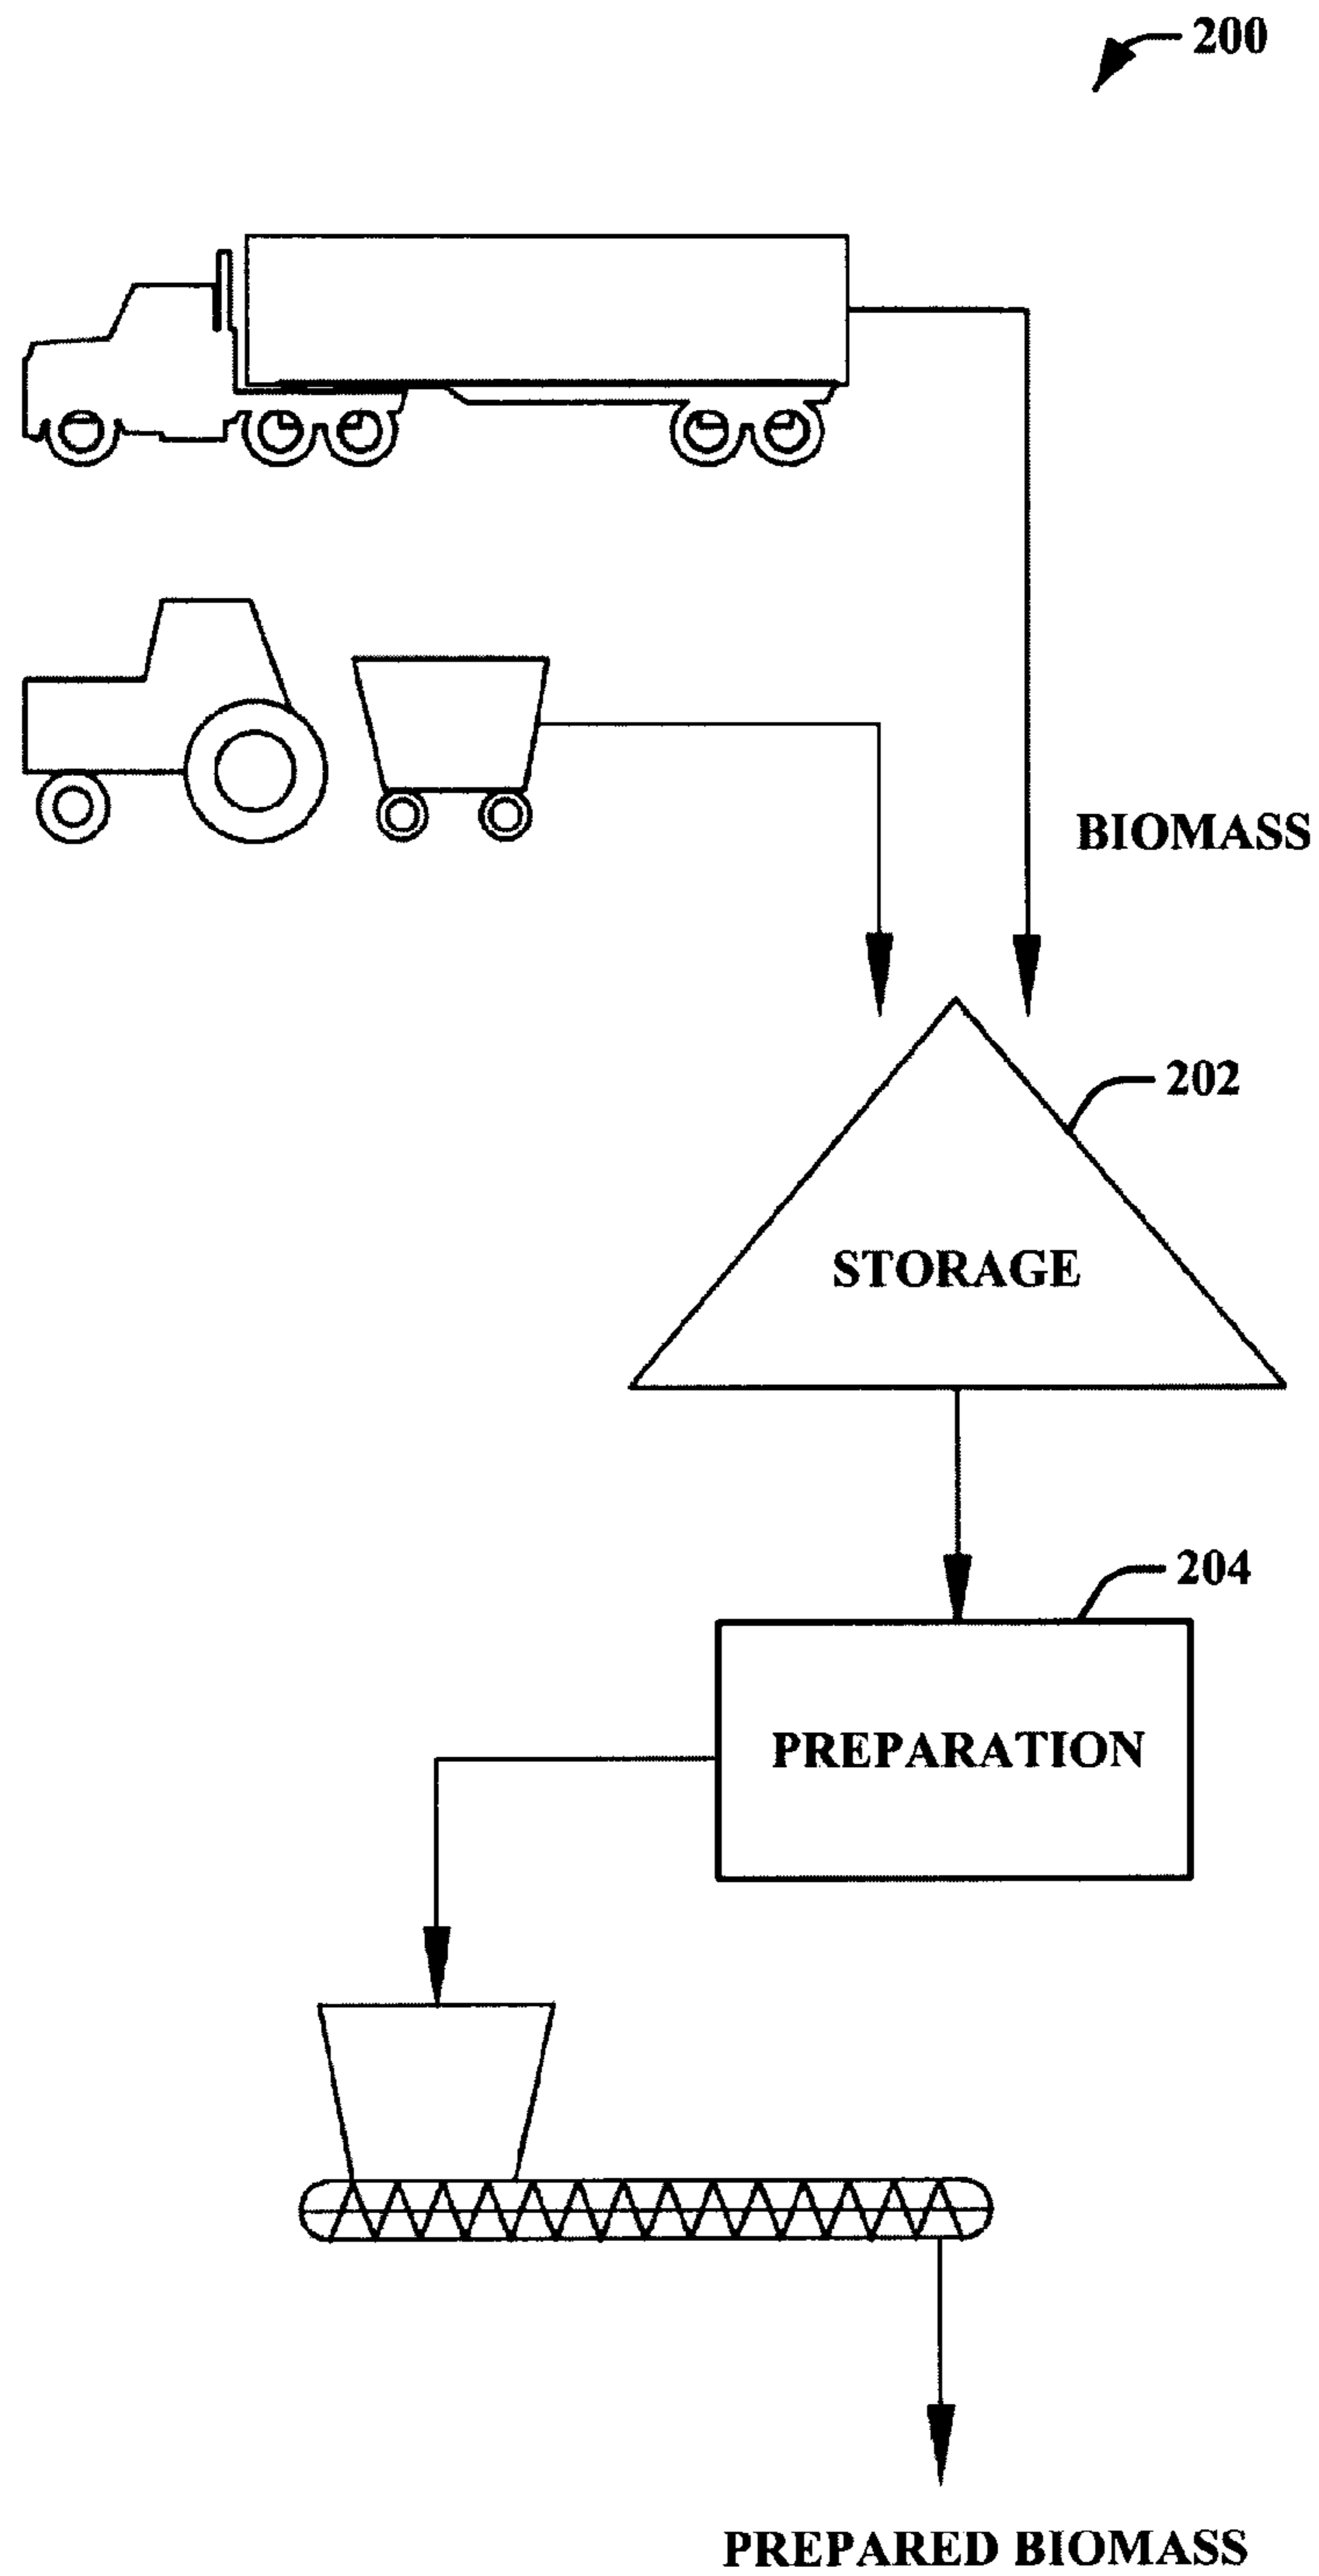 200
BIOMASS
202
STORAGE
204
PREPARATION
PREPARED BIOMASS